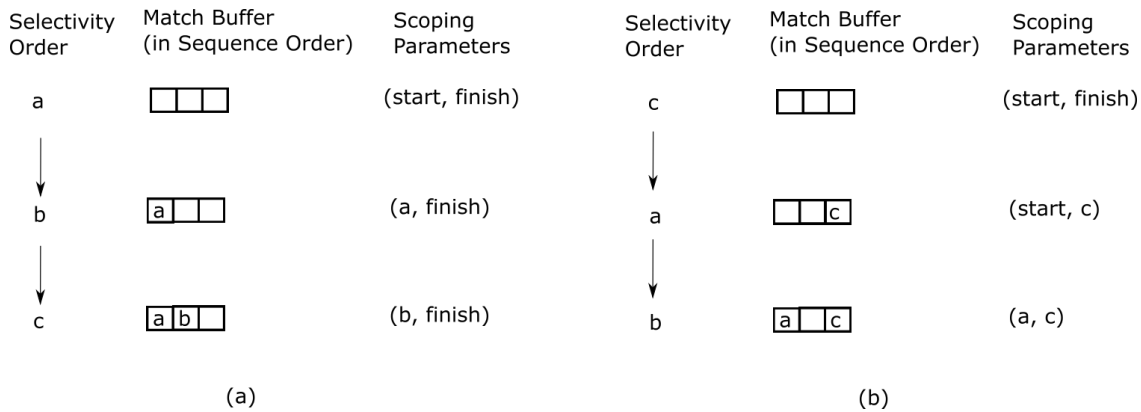 Selectivity
Order
Match Buffer
(in Sequence Order)
Scoping
Parameters
a
(start, finish)
b
a
(a, finish)
c
a b
(b, finish)
(a)
Selectivity
Order
Match Buffer
(in Sequence Order)
Scoping
Parameters
c
(start, finish)
a
c
(start, c)
b
a c
(a, c)
(b)